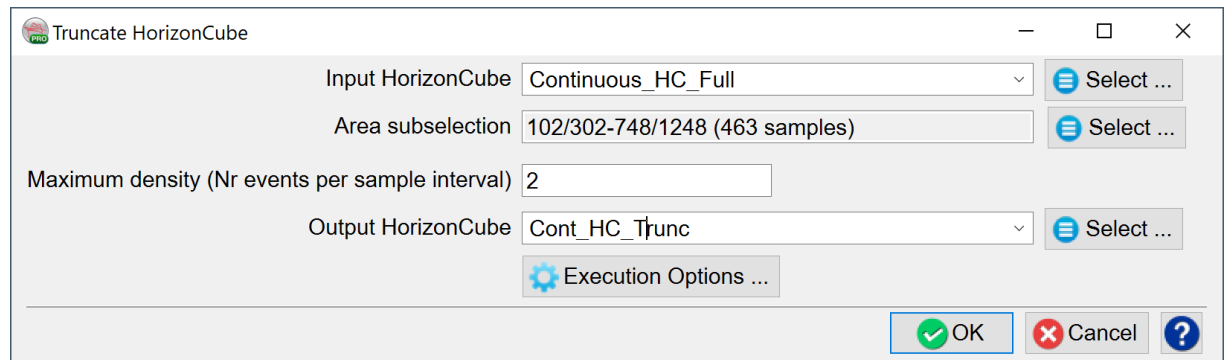 PRO Truncate HorizonCube
Input HorizonCube Continuous_HC_Full Select ...
Area subselection 102/302-748/1248 (463 samples) Select ...
Maximum density (Nr events per sample interval) 2
Output HorizonCube Cont_HC_Trunc Select ...
Execution Options ...
OK Cancel ?